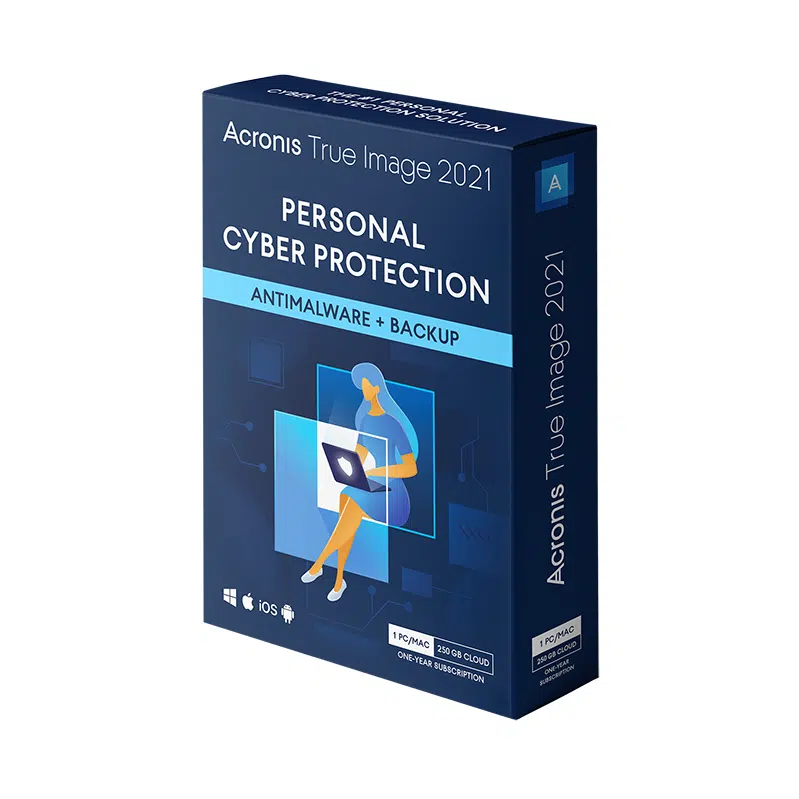 THE #1 PERSONAL
CYBER PROTECTION SOLUTION
Acronis True Image 2021
PERSONAL
CYBER PROTECTION
ANTIMALWARE + BACKUP
iOS
1 PC/MAC 250 GB CLOUD
ONE-YEAR SUBSCRIPTION
A
Acronis True Image 2021
1 PC/MAC
250 GB CLOUD
ONE-YEAR
SUBSCRIPTION